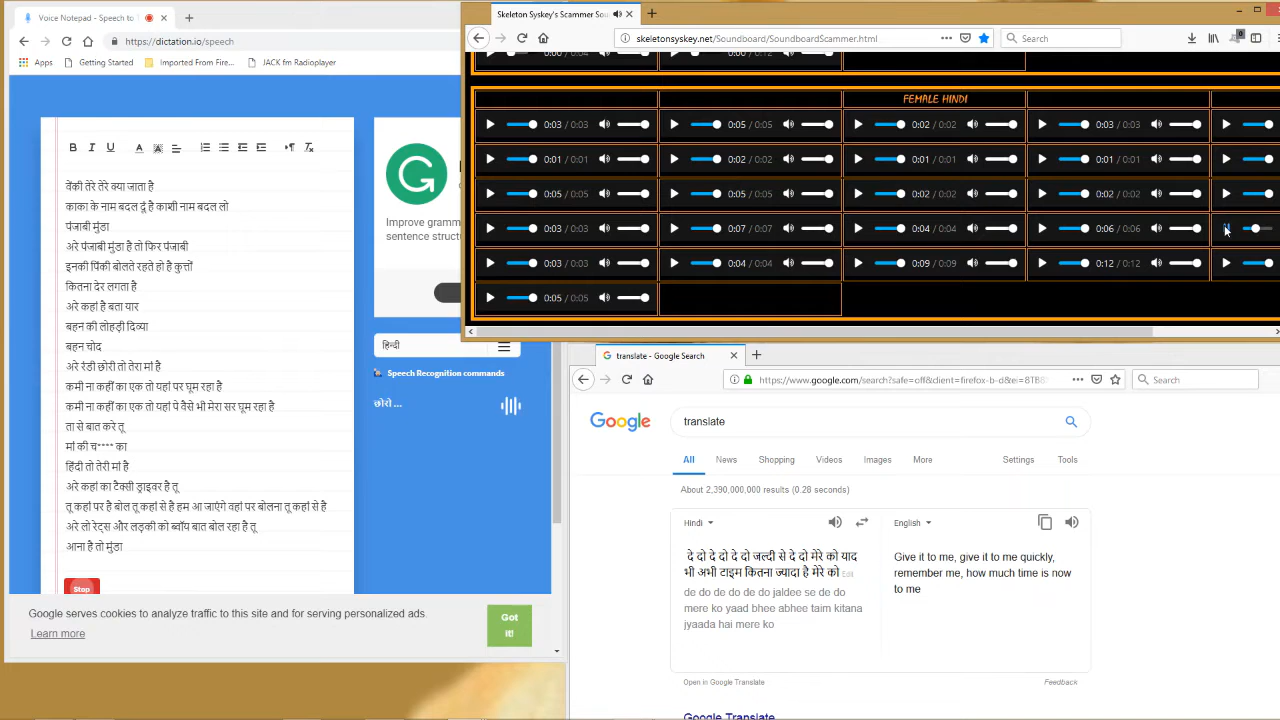 Voice Notepad - Speech to
https://dictation.io/speech
Apps
Getting Started
Imported From Fire...
JACK fm Radioplayer
वेंकी तेरे तेरे क्या जाता है
काका के नाम बदल दूं है काशी नाम बदल लो
पंजाबी मुंडा
अरे पंजाबी मुंडा है तो फिर पंजाबी
इनकी पिंकी बोलते रहते हो है कुत्तों
कितना देर लगता है
अरे कहां है बता यार
बहन की लोहड़ी दिव्या
बहन चोद
अरे रंडी छोरी तो तेरा मां है
कमी ना कहीं का एक तो यहां पर घूम रहा है
कमी ना कहीं का एक तो यहां पे वैसे भी मेरा सर घूम रहा है
ता से बात करे तू
मां की च**** का
हिंदी तो तेरी मां है
अरे कहां का टैक्सी ड्राइवर है तू
तू कहां पर है बोल तू कहां से है हम आ जाएंगे वहां पर बोलना तू कहां से है
अरे लो रेट्स और लड़की को ब्वॉय बात बोल रहा है तू
आना है तो मुंडा
Stop
Improve gramm
sentence struct
हिन्दी
Speech Recognition commands
छोरो ...
Google serves cookies to analyze traffic to this site and for serving personalized ads.
Learn more
Got it!
Skeleton Syskey's Scammer Sou
skeletonsyskey.net/Soundboard/SoundboardScammer.html
Search
0:12
FEMALE HINDI
0:03 / 0:03 0:05 / 0:05 0:02 / 0:02 0:03 / 0:03
0:01 / 0:01 0:02 / 0:02 0:01 / 0:01 0:01 / 0:01
0:05 / 0:05 0:05 / 0:05 0:02 / 0:02 0:02 / 0:02
0:03 / 0:03 0:07 / 0:07 0:04 / 0:04 0:06 / 0:06
0:03 / 0:03 0:04 / 0:04 0:09 / 0:09 0:12 / 0:12
0:05 / 0:05
translate - Google Search
https://www.google.com/search?safe=off&client=firefox-b-d&ei=8TB8
Search
Google
translate
All News Shopping Videos Images More Settings Tools
About 2,390,000,000 results (0.28 seconds)
Hindi
English
दे दो दे दो दे दो जल्दी से दे दो मेरे को याद
भी अभी टाइम कितना ज्यादा है मेरे को Edit
de do de do de do jaldee se de do
mere ko yaad bhee abhee taim kitana
jyaada hai mere ko
Give it to me, give it to me quickly,
remember me, how much time is now
to me
Open in Google Translate
Feedback
Google Translate